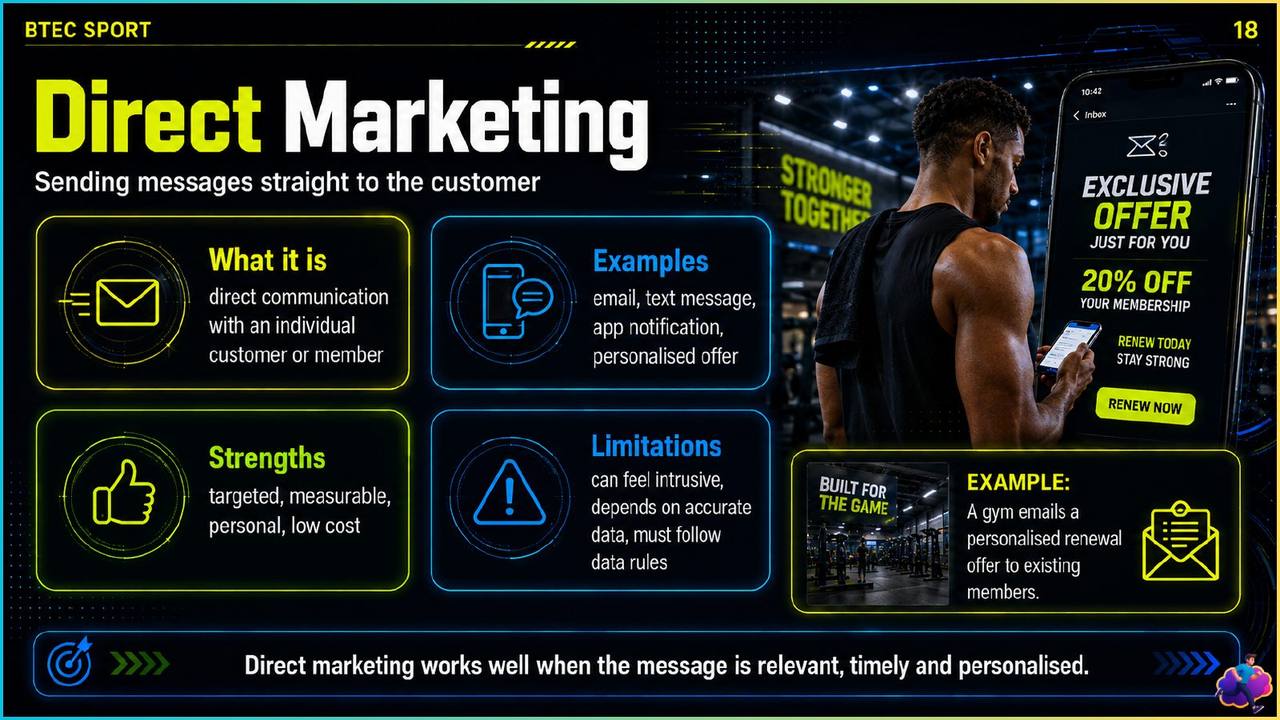 BTEC SPORT
18
Direct Marketing
Sending messages straight to the customer
What it is
direct communication
with an individual
customer or member
Examples
email, text message,
app notification,
personalised offer
Strengths
targeted, measurable,
personal, low cost
Limitations
can feel intrusive,
depends on accurate
data, must follow
data rules
STRONGER
TOGETHER
10:42
Inbox
EXCLUSIVE
OFFER
JUST FOR YOU
20% OFF
YOUR MEMBERSHIP
RENEW TODAY
STAY STRONG
RENEW NOW
BUILT FOR
THE GAME
EXAMPLE:
A gym emails a
personalised renewal
offer to existing
members.
Direct marketing works well when the message is relevant, timely and personalised.